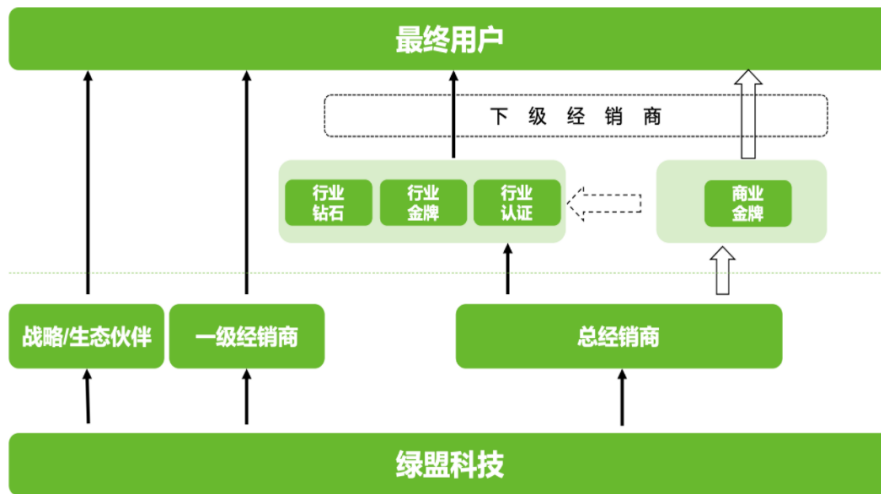 最终用户
下 级 经 销 商
行业
钻石
行业
金牌
行业
认证
商业
金牌
战略/生态伙伴
一级经销商
总经销商
绿盟科技